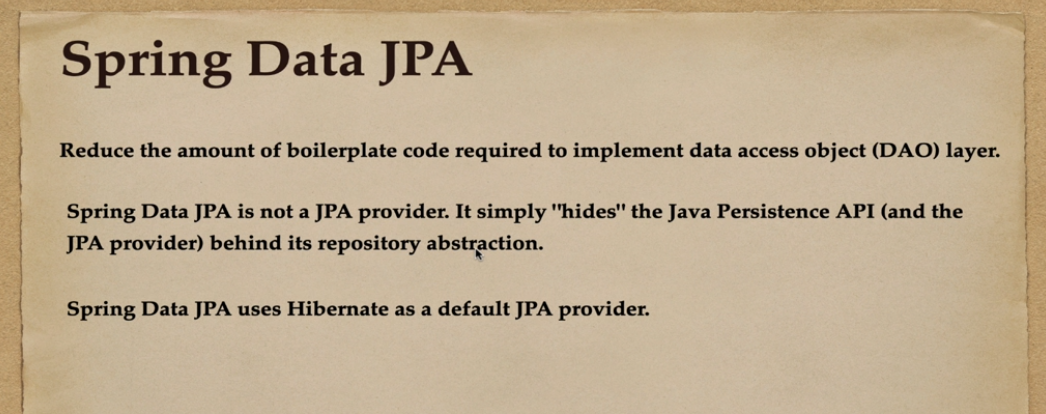 Spring Data JPA
Reduce the amount of boilerplate code required to implement data access object (DAO) layer.
Spring Data JPA is not a JPA provider. It simply "hides" the Java Persistence API (and the
JPA provider) behind its repository abstraction.
Spring Data JPA uses Hibernate as a default JPA provider.